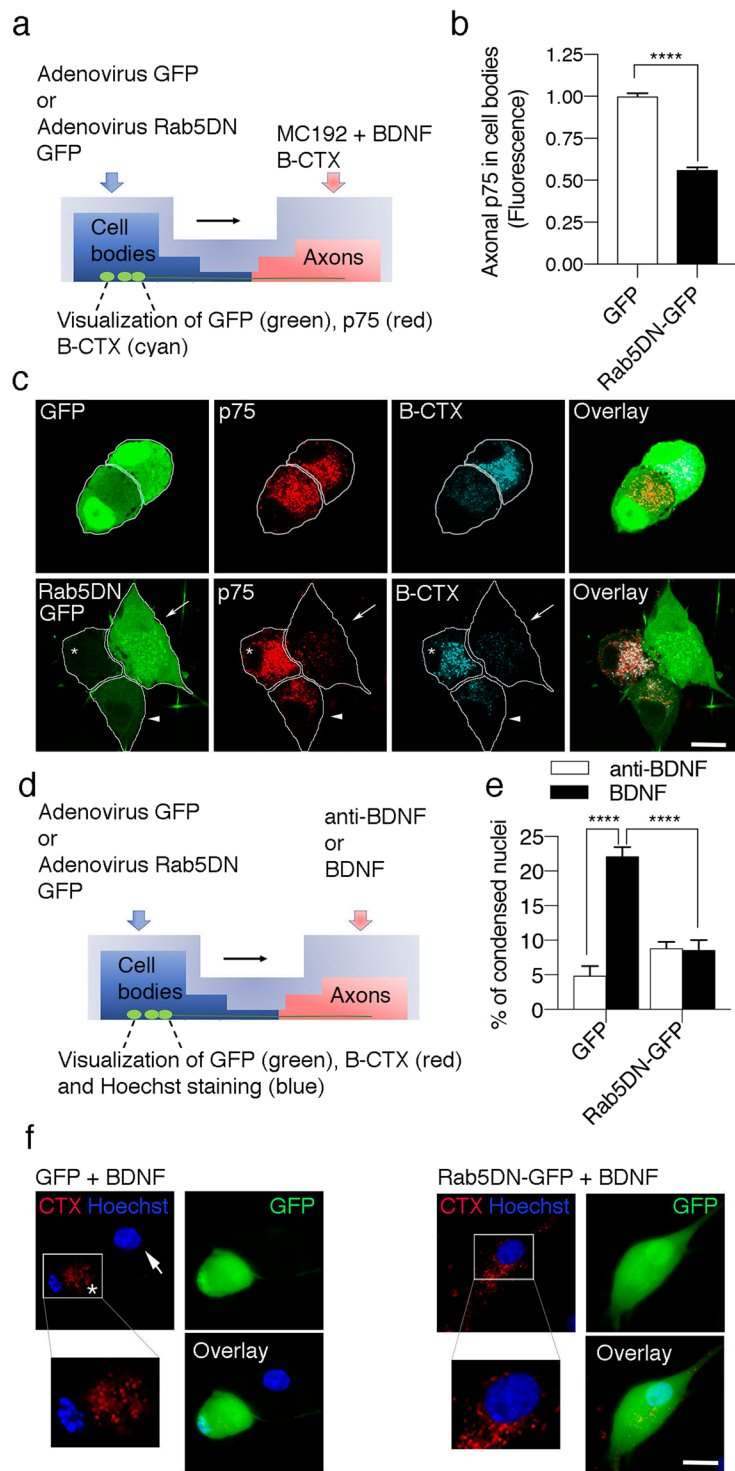 a
Adenovirus GFP
or
Adenovirus Rab5DN
GFP
MC192 + BDNF
B-CTX
Cell
bodies
Axons
Visualization of GFP (green), p75 (red)
B-CTX (cyan)
b
Axonal p75 in cell bodies
(Fluorescence)
1.25
1.00
0.75
0.50
0.25
0.00
****
GFP
Rab5DN-GFP
c
GFP
p75
B-CTX
Overlay
Rab5DN
GFP
p75
B-CTX
Overlay
*
*
*
d
Adenovirus GFP
or
Adenovirus Rab5DN
GFP
anti-BDNF
or
BDNF
Cell
bodies
Axons
Visualization of GFP (green), B-CTX (red)
and Hoechst staining (blue)
e
anti-BDNF
BDNF
% of condensed nuclei
25
20
15
10
5
0
****
****
GFP
Rab5DN-GFP
f
GFP + BDNF
CTX Hoechst
GFP
*
Overlay
Rab5DN-GFP + BDNF
CTX Hoechst
GFP
Overlay